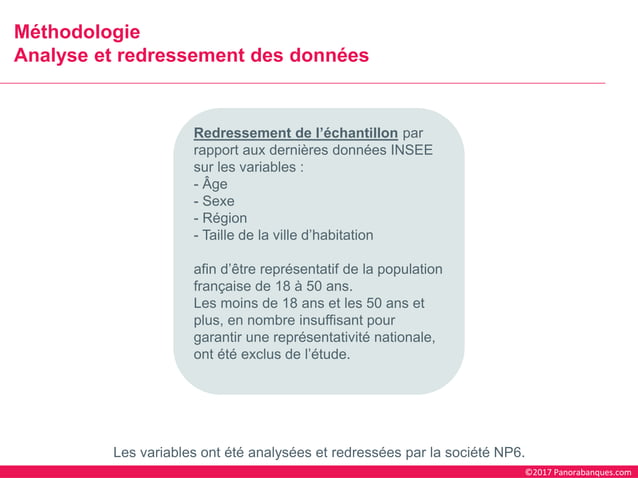 Méthodologie
Analyse et redressement des données
Redressement de l’échantillon par
rapport aux dernières données INSEE
sur les variables :
- Âge
- Sexe
- Région
- Taille de la ville d’habitation
afin d’être représentatif de la population
française de 18 à 50 ans.
Les moins de 18 ans et les 50 ans et
plus, en nombre insuffisant pour
garantir une représentativité nationale,
ont été exclus de l’étude.
Les variables ont été analysées et redressées par la société NP6.
©2017 Panorabanques.com